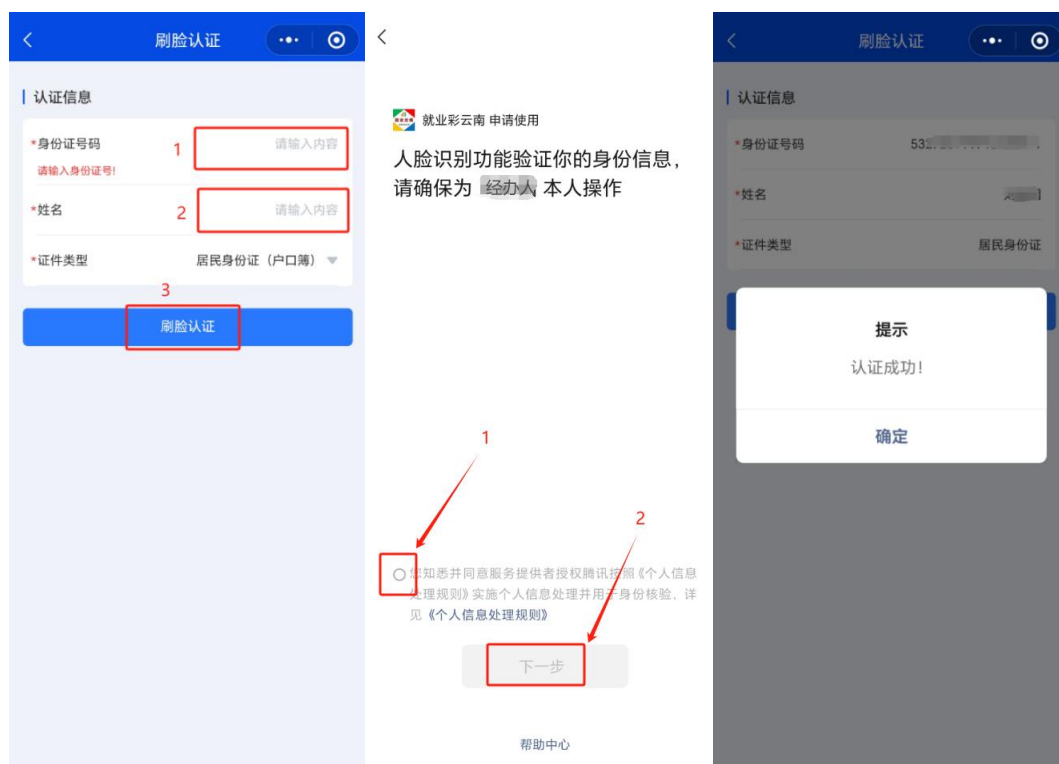 刷脸认证
认证信息
*身份证号码
1
请输入内容
请输入身份证号!
*姓名
2
请输入内容
*证件类型
居民身份证（户口簿）
3
刷脸认证
就业彩云南 申请使用
人脸识别功能验证你的身份信息，
请确保为 经办人 本人操作
1
2
您知悉并同意服务提供者授权腾讯按照《个人信息
处理规则》实施个人信息处理并用于身份核验，详
见《个人信息处理规则》
下一步
帮助中心
刷脸认证
认证信息
*身份证号码
*姓名
*证件类型
居民身份证
提示
认证成功!
确定